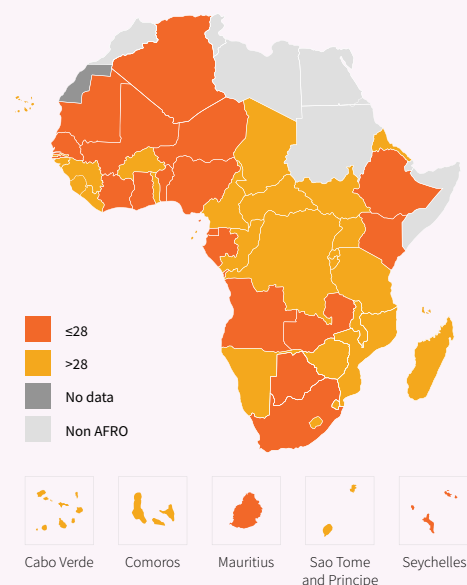 ≤28
>28
No data
Non AFRO
Cabo Verde
Comoros
Mauritius
Sao Tome
and Principe
Seychelles